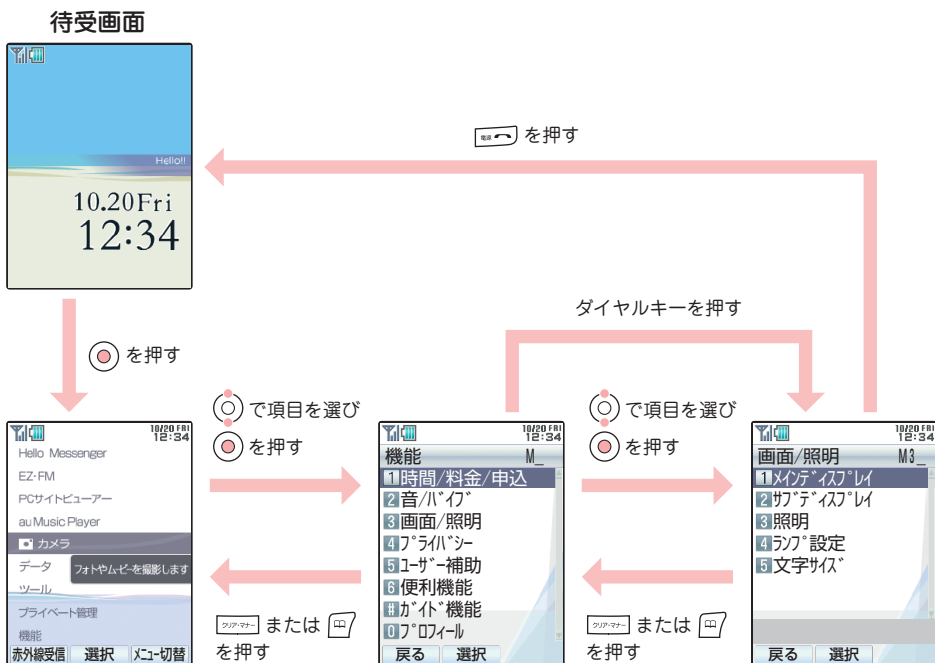 待受画面
Hello!!
10.20Fri
12:34
電源 を押す
ダイヤルキーを押す
を押す
で項目を選び
を押す
で項目を選び
を押す
10/20 FRI
12:34
Hello Messenger
EZ・FM
PCサイトビューアー
au Music Player
カメラ
データ
フォトやムービーを撮影します
ツール
プライベート管理
機能
赤外線受信 選択 メニュー切替
クリア・マナー または
を押す
10/20 FRI
12:34
機能 M_
1 時間/料金/申込
2 音/バイブ
3 画面/照明
4 プライバシー
5 ユーザー補助
6 便利機能
# ガイド機能
0 プロフィール
戻る 選択
クリア・マナー または
を押す
10/20 FRI
12:34
画面/照明 M3_
1 メインディスプレイ
2 サブディスプレイ
3 照明
4 ランプ設定
5 文字サイズ
戻る 選択